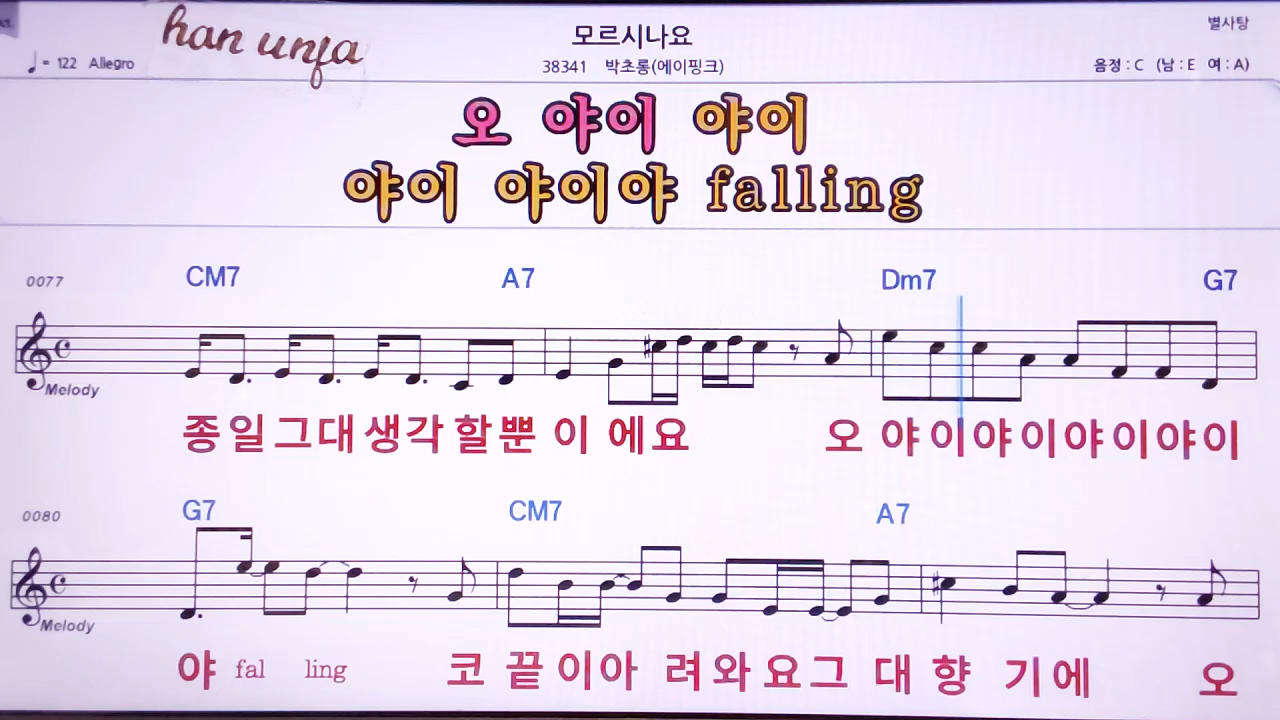 han unfa
모르시나요
별사탕
♩= 122 Allegro
38341 박초롱(에이핑크)
음정 : C (남 : E 여 : A)
오 야이 야이
야이 야이야 falling
0077 CM7 A7 Dm7 G7
Melody
종일그대생각할뿐이에요 오야이야이야이야이
0080 G7 CM7 A7
Melody
야 fal ling 코끝이아려와요그대향기에 오